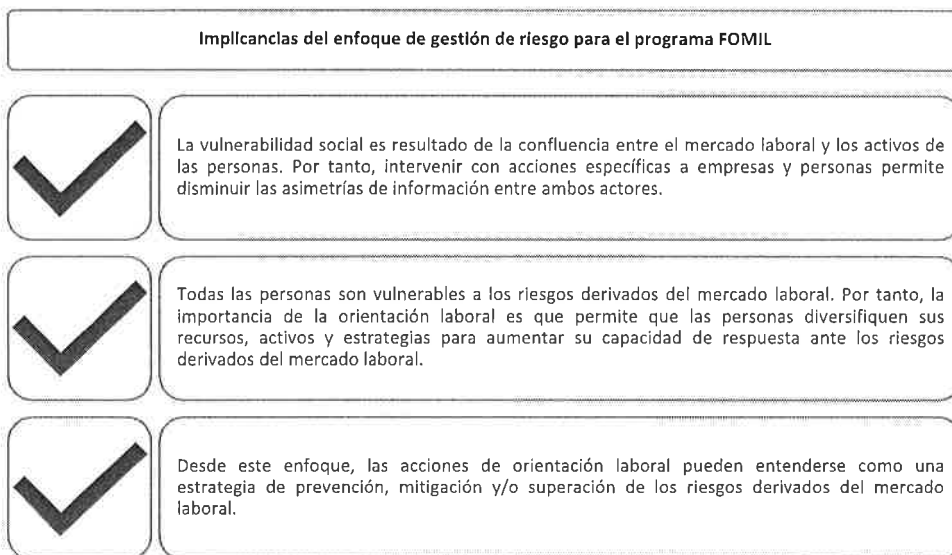 Implicancias del enfoque de gestión de riesgo para el programa FOMIL
La vulnerabilidad social es resultado de la confluencia entre el mercado laboral y los activos de
las personas. Por tanto, intervenir con acciones específicas a empresas y personas permite
disminuir las asimetrías de información entre ambos actores.
Todas las personas son vulnerables a los riesgos derivados del mercado laboral. Por tanto, la
importancia de la orientación laboral es que permite que las personas diversifiquen sus
recursos, activos y estrategias para aumentar su capacidad de respuesta ante los riesgos
derivados del mercado laboral.
Desde este enfoque, las acciones de orientación laboral pueden entenderse como una
estrategia de prevención, mitigación y/o superación de los riesgos derivados del mercado
laboral.